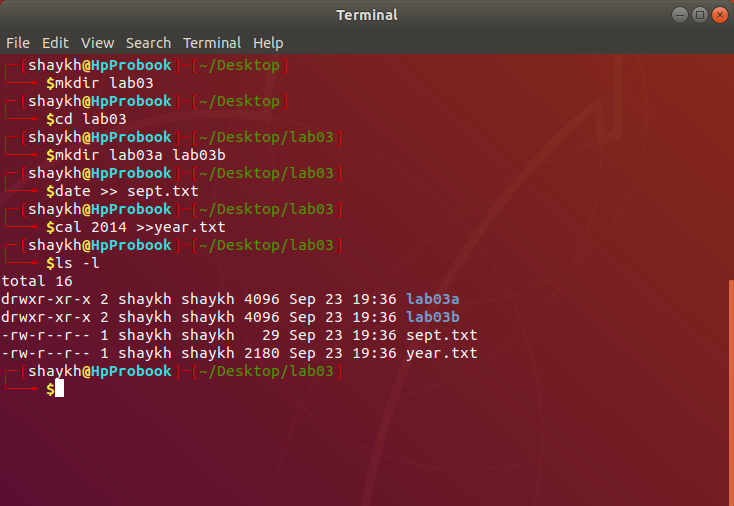 Terminal
File Edit View Search Terminal Help
┌─[shaykh@HpProbook]─[~/Desktop]
└──╼ $mkdir lab03
┌─[shaykh@HpProbook]─[~/Desktop]
└──╼ $cd lab03
┌─[shaykh@HpProbook]─[~/Desktop/lab03]
└──╼ $mkdir lab03a lab03b
┌─[shaykh@HpProbook]─[~/Desktop/lab03]
└──╼ $date >> sept.txt
┌─[shaykh@HpProbook]─[~/Desktop/lab03]
└──╼ $cal 2014 >>year.txt
┌─[shaykh@HpProbook]─[~/Desktop/lab03]
└──╼ $ls -l
total 16
drwxr-xr-x 2 shaykh shaykh 4096 Sep 23 19:36 lab03a
drwxr-xr-x 2 shaykh shaykh 4096 Sep 23 19:36 lab03b
-rw-r--r-- 1 shaykh shaykh   29 Sep 23 19:36 sept.txt
-rw-r--r-- 1 shaykh shaykh 2180 Sep 23 19:36 year.txt
┌─[shaykh@HpProbook]─[~/Desktop/lab03]
└──╼ $